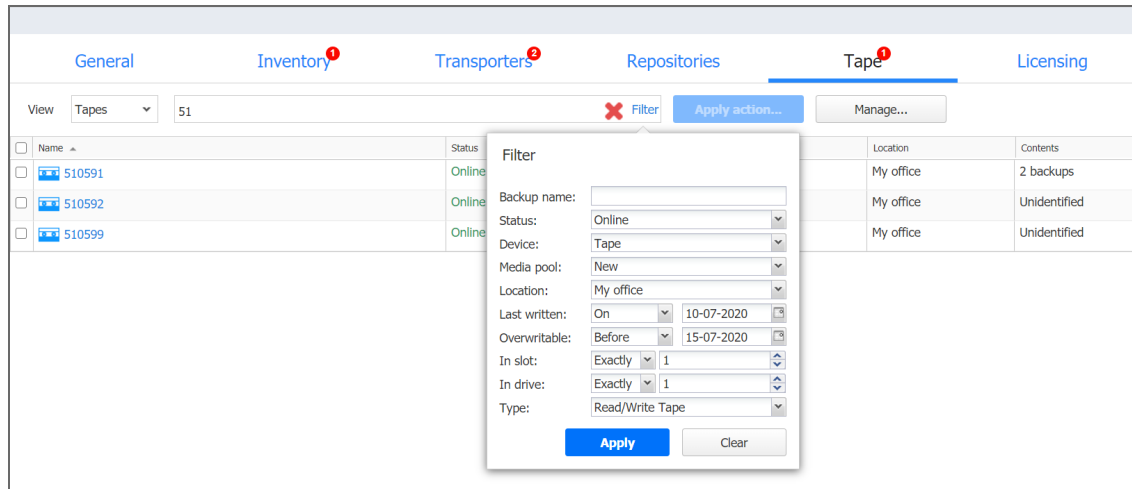 General Inventory 1 Transporters 2 Repositories Tape 1 Licensing
View Tapes 51 Filter Apply action... Manage...
Name Status Location Contents
510591 Online My office 2 backups
510592 Online My office Unidentified
510599 Online My office Unidentified
Filter
Backup name:
Status: Online
Device: Tape
Media pool: New
Location: My office
Last written: On 10-07-2020
Overwritable: Before 15-07-2020
In slot: Exactly 1
In drive: Exactly 1
Type: Read/Write Tape
Apply Clear